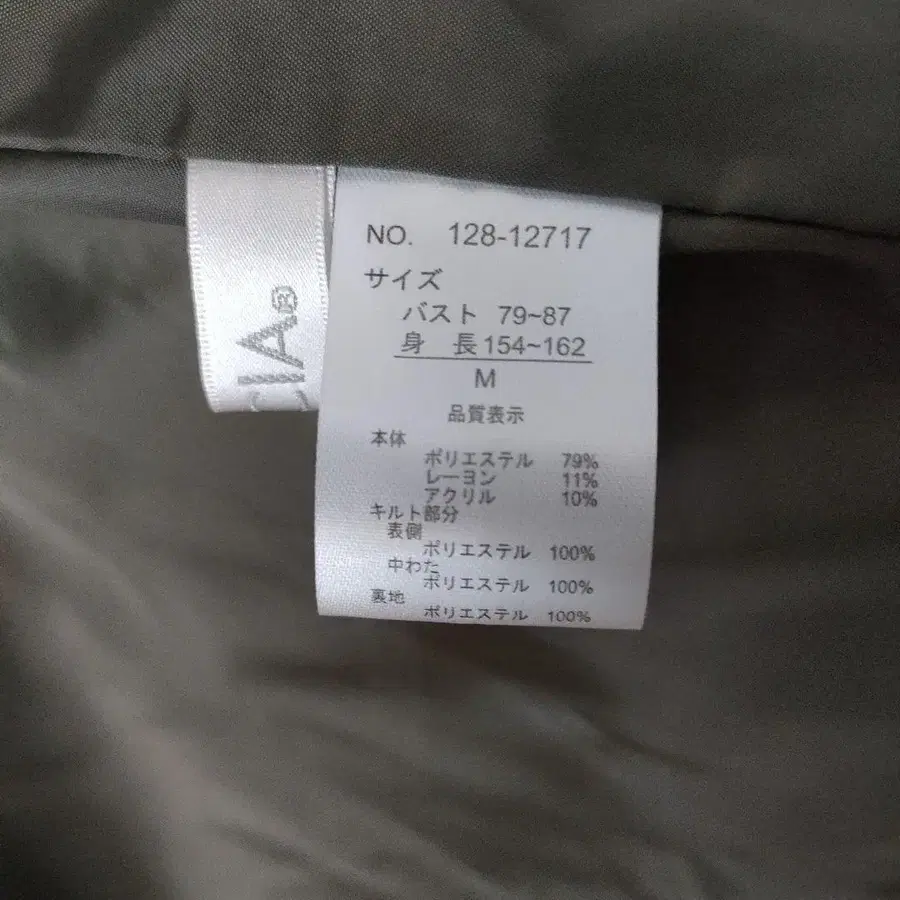 NO. 128-12717
サイズ
バスト 79~87
身 長 154~162
M
品質表示
本体
ポリエステル 79%
レーヨン 11%
アクリル 10%
キルト部分
表側
ポリエステル 100%
中わた
ポリエステル 100%
裏地
ポリエステル 100%
CIA®